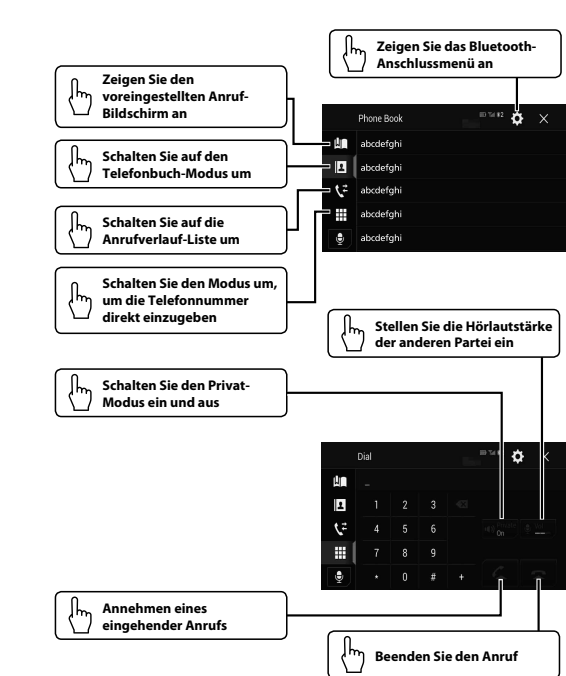 Zeigen Sie das Bluetooth-
Anschlussmenü an
Zeigen Sie den
voreingestellten Anruf-
Bildschirm an
Schalten Sie auf den
Telefonbuch-Modus um
Schalten Sie auf die
Anrufverlauf-Liste um
Schalten Sie den Modus um,
um die Telefonnummer
direkt einzugeben
Phone Book
abcdefghi
abcdefghi
abcdefghi
abcdefghi
abcdefghi
Stellen Sie die Hörlautstärke
der anderen Partei ein
Schalten Sie den Privat-
Modus ein und aus
Dial
_
1 2 3
4 5 6
7 8 9
* 0 # +
Private
On
Annehmen eines
eingehender Anrufs
Beenden Sie den Anruf